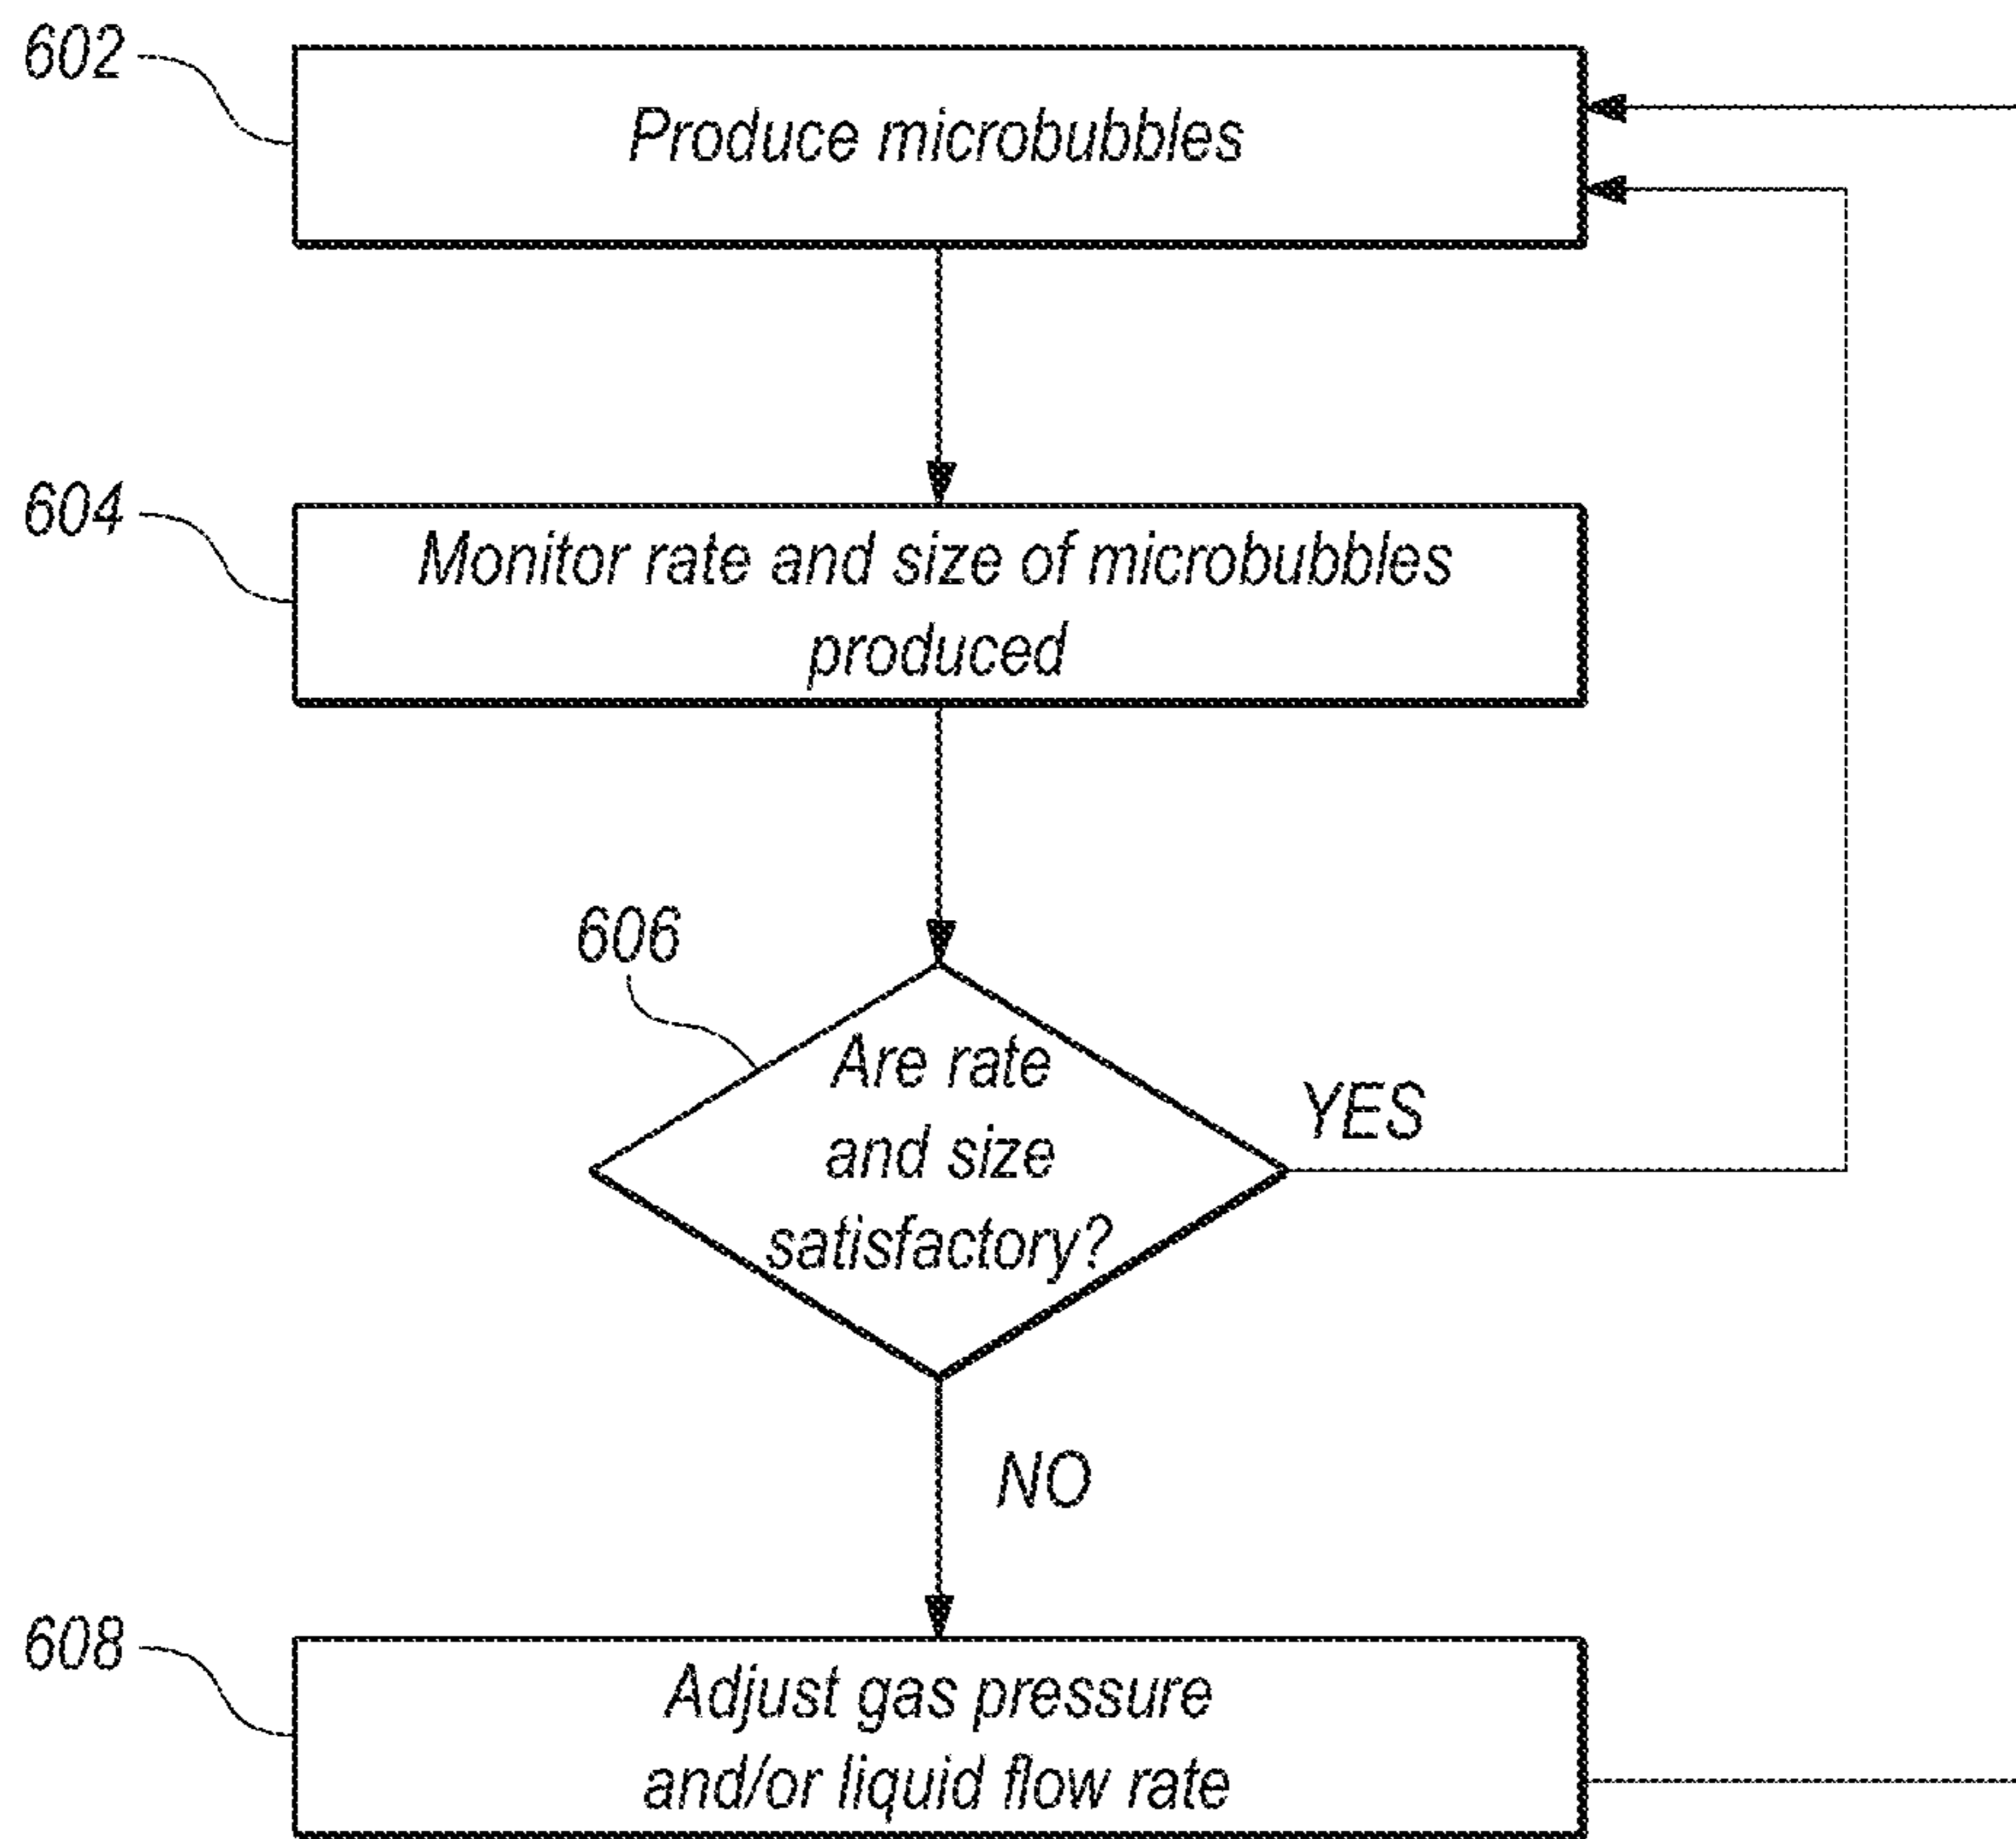 602
Produce microbubbles
604
Monitor rate and size of microbubbles
produced
606
Are rate
and size
satisfactory?
YES
NO
608
Adjust gas pressure
and/or liquid flow rate